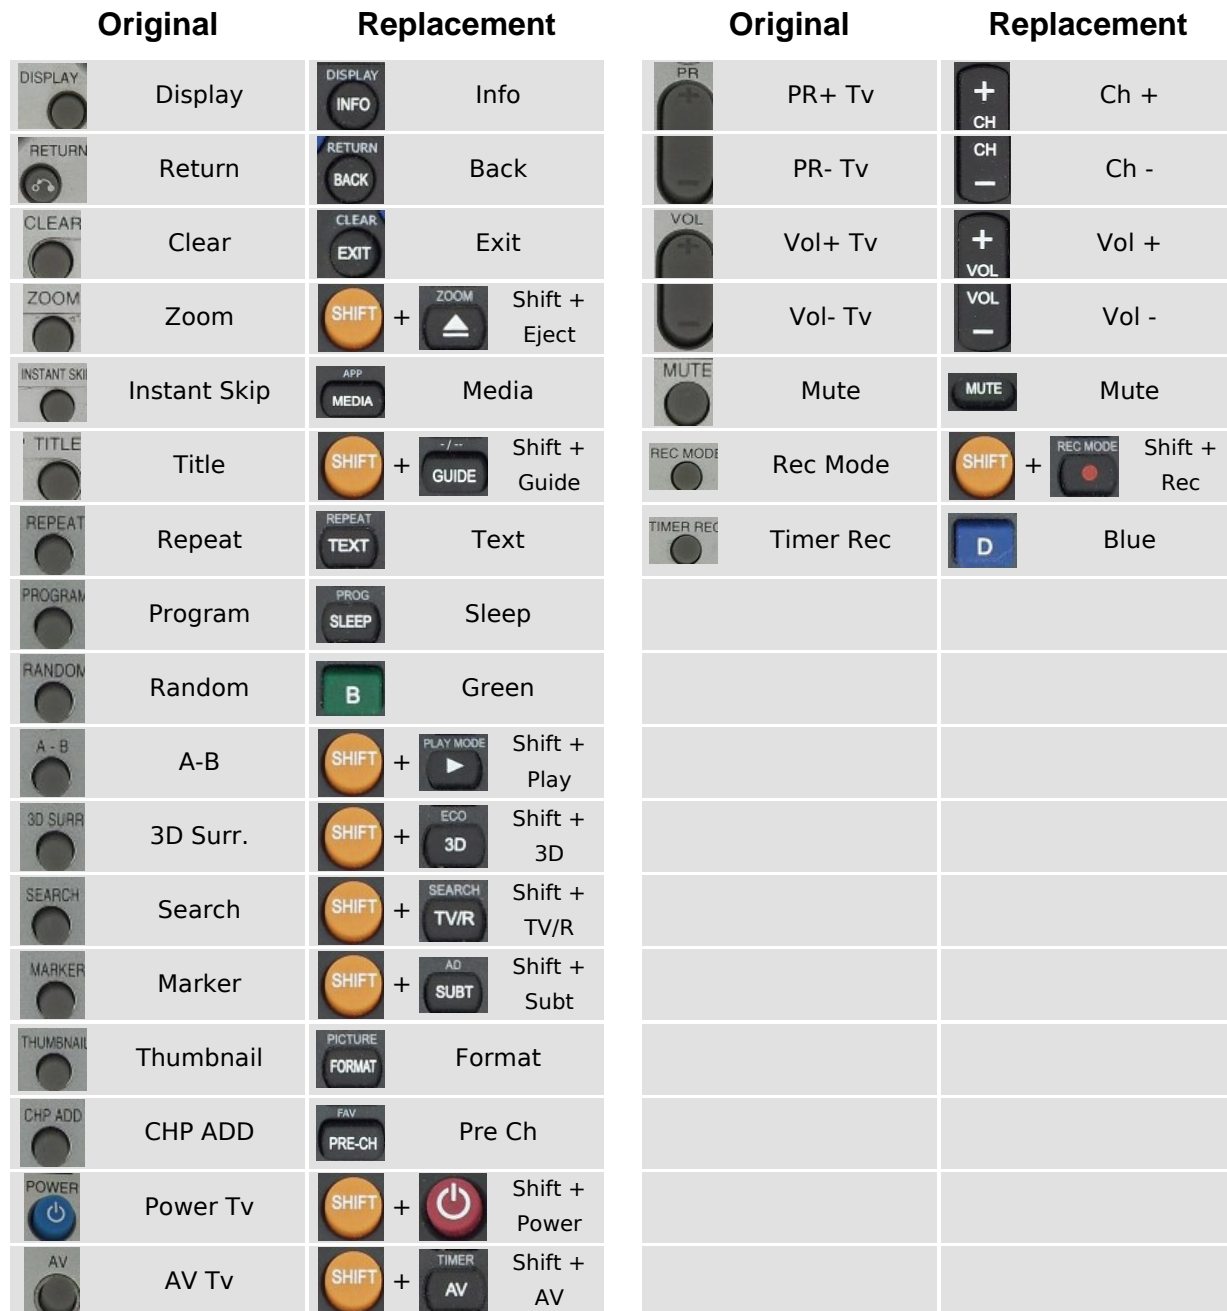 Original Replacement Original Replacement
DISPLAY Display DISPLAY INFO Info
RETURN Return RETURN BACK Back
CLEAR Clear CLEAR EXIT Exit
ZOOM Zoom SHIFT + ZOOM Shift + Eject
INSTANT SKI Instant Skip APP MEDIA Media
TITLE Title SHIFT + -/-- GUIDE Shift + Guide
REPEAT Repeat REPEAT TEXT Text
PROGRAM Program PROG SLEEP Sleep
RANDOM Random B Green
A - B A-B SHIFT + PLAY MODE Shift + Play
3D SURR 3D Surr. SHIFT + ECO 3D Shift + 3D
SEARCH Search SHIFT + SEARCH TV/R Shift + TV/R
MARKER Marker SHIFT + AD SUBT Shift + Subt
THUMBNAIL Thumbnail PICTURE FORMAT Format
CHP ADD CHP ADD FAV PRE-CH Pre Ch
POWER Power Tv SHIFT + Shift + Power
AV AV Tv SHIFT + TIMER AV Shift + AV
PR + PR+ Tv + CH Ch +
– PR- Tv CH – Ch -
VOL + Vol+ Tv + VOL Vol +
– Vol- Tv VOL – Vol -
MUTE Mute MUTE Mute
REC MODE Rec Mode SHIFT + REC MODE Shift + Rec
TIMER REC Timer Rec D Blue